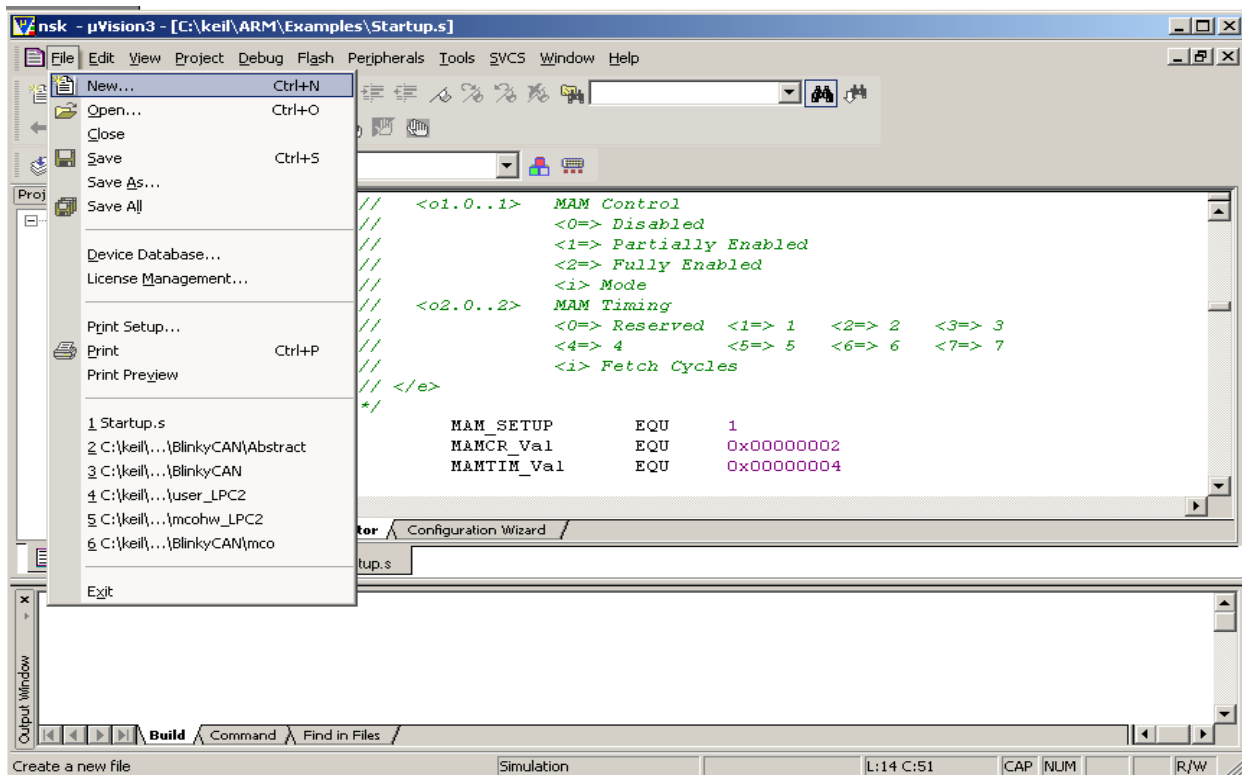 nsk - µVision3 - [C:\keil\ARM\Examples\Startup.s]
File Edit View Project Debug Flash Peripherals Tools SVCS Window Help
New... Ctrl+N
Open... Ctrl+O
Close
Save Ctrl+S
Save As...
Save All
Device Database...
License Management...
Print Setup...
Print Ctrl+P
Print Preview
1 Startup.s
2 C:\keil\...\BlinkyCAN\Abstract
3 C:\keil\...\BlinkyCAN
4 C:\keil\...\user_LPC2
5 C:\keil\...\mcohw_LPC2
6 C:\keil\...\BlinkyCAN\mco
Exit
Proj
// <o1.0..1> MAM Control
// <0=> Disabled
// <1=> Partially Enabled
// <2=> Fully Enabled
// <i> Mode
// <o2.0..2> MAM Timing
// <0=> Reserved <1=> 1 <2=> 2 <3=> 3
// <4=> 4 <5=> 5 <6=> 6 <7=> 7
// <i> Fetch Cycles
// </e>
*/
MAM_SETUP EQU 1
MAMCR_Val EQU 0x00000002
MAMTIM_Val EQU 0x00000004
tor Configuration Wizard
tup.s
Output Window
Build Command Find in Files
Create a new file Simulation L:14 C:51 CAP NUM R/W